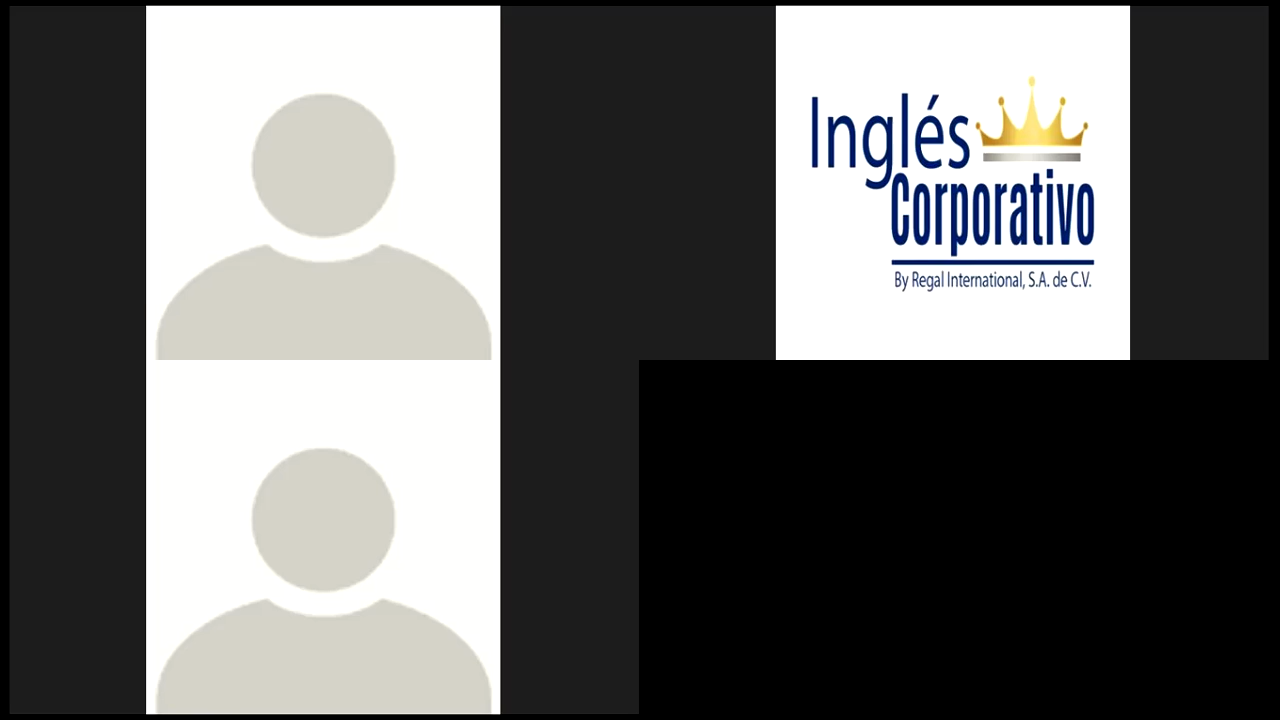 Inglés
Corporativo
By Regal International, S.A. de C.V.